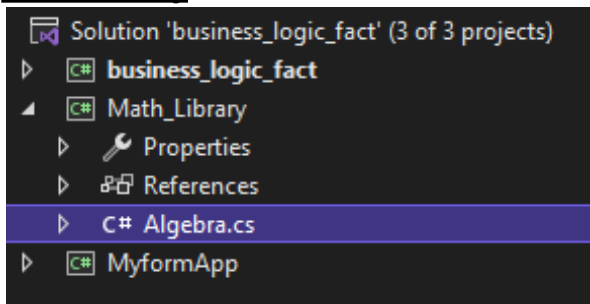 Solution 'business_logic_fact' (3 of 3 projects)
C# business_logic_fact
C# Math_Library
Properties
References
C# Algebra.cs
C# MyformApp